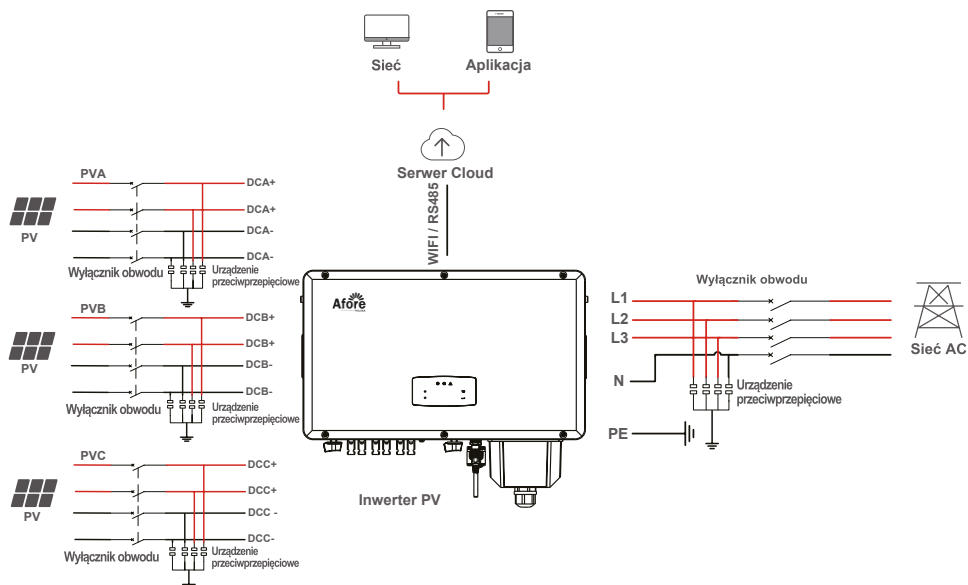 Sieć
Aplikacja
Serwer Cloud
WIFI / RS485
PVA
DCA+
DCA+
DCA-
DCA-
PV
Wyłącznik obwodu
Urządzenie
przeciwprzepięciowe
PVB
DCB+
DCB+
DCB-
DCB-
PV
Wyłącznik obwodu
Urządzenie
przeciwprzepięciowe
PVC
DCC+
DCC+
DCC -
DCC-
PV
Wyłącznik obwodu
Urządzenie
przeciwprzepięciowe
Afore
Inwerter PV
Wyłącznik obwodu
L1
L2
L3
N
PE
Urządzenie
przeciwprzepięciowe
Sieć AC